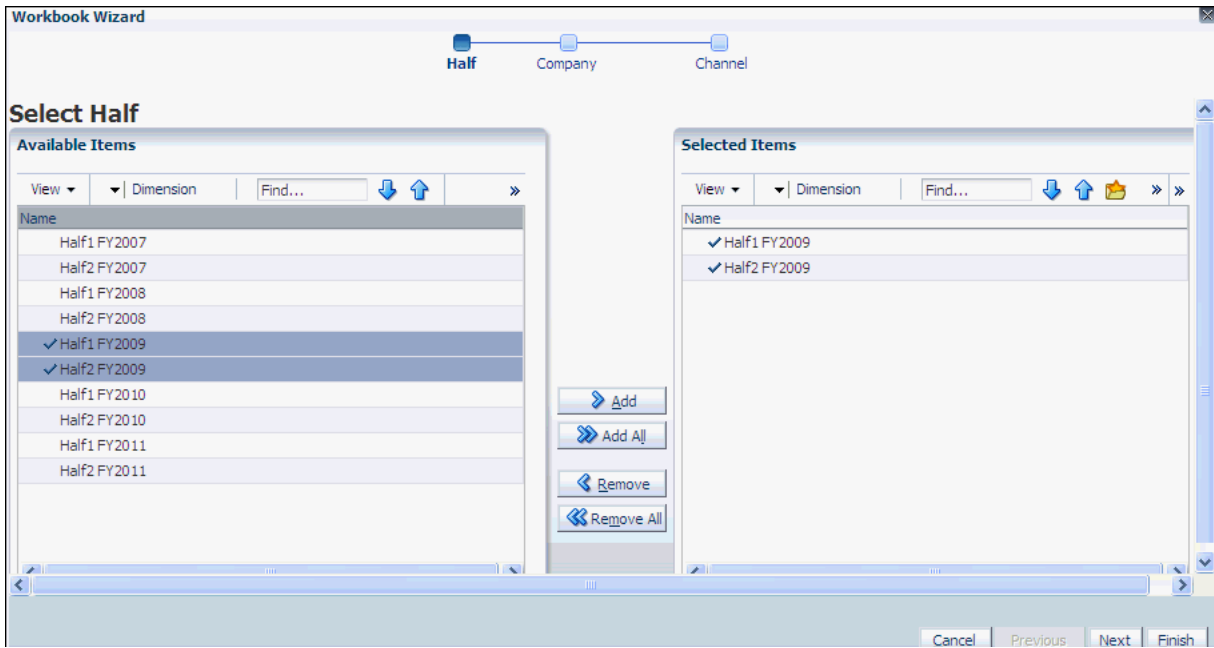 Workbook Wizard
Half Company Channel
Select Half
Available Items
View Dimension Find... »
Name
Half1 FY2007
Half2 FY2007
Half1 FY2008
Half2 FY2008
Half1 FY2009
Half2 FY2009
Half1 FY2010
Half2 FY2010
Half1 FY2011
Half2 FY2011
Add
Add All
Remove
Remove All
Selected Items
View Dimension Find... » »
Name
Half1 FY2009
Half2 FY2009
Cancel Previous Next Finish